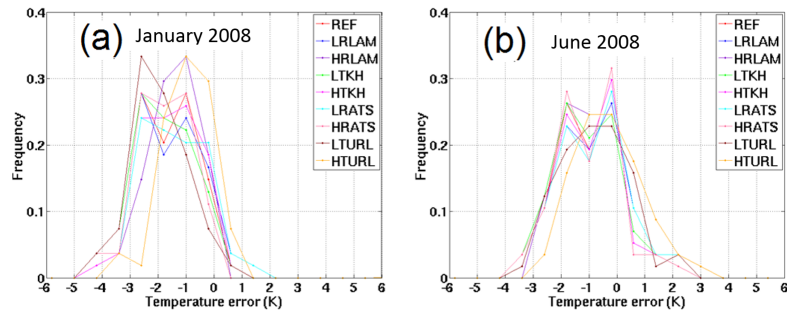 (a) January 2008
Frequency
0.4
0.3
0.2
0.1
0
-6 -5 -4 -3 -2 -1 0 1 2 3 4 5 6
Temperature error (K)
REF
LRLAM
HRLAM
LTKH
HTKH
LRATS
HRATS
LTURL
HTURL
(b) June 2008
Frequency
0.4
0.3
0.2
0.1
0
-6 -5 -4 -3 -2 -1 0 1 2 3 4 5 6
Temperature error (K)
REF
LRLAM
HRLAM
LTKH
HTKH
LRATS
HRATS
LTURL
HTURL